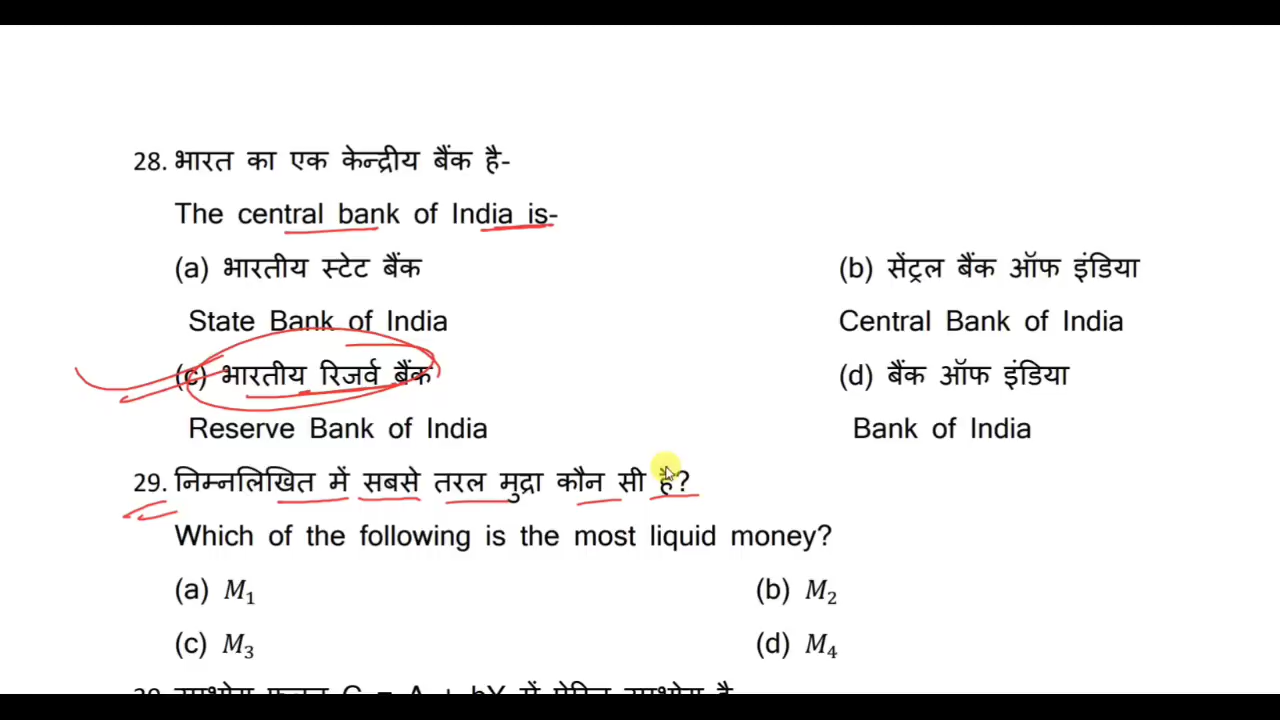 28. भारत का एक केन्द्रीय बैंक है-
The central bank of India is-
(a) भारतीय स्टेट बैंक (b) सेंट्रल बैंक ऑफ इंडिया
State Bank of India Central Bank of India
(c) भारतीय रिजर्व बैंक (d) बैंक ऑफ इंडिया
Reserve Bank of India Bank of India
29. निम्नलिखित में सबसे तरल मुद्रा कौन सी है?
Which of the following is the most liquid money?
(a) M₁ (b) M₂
(c) M₃ (d) M₄